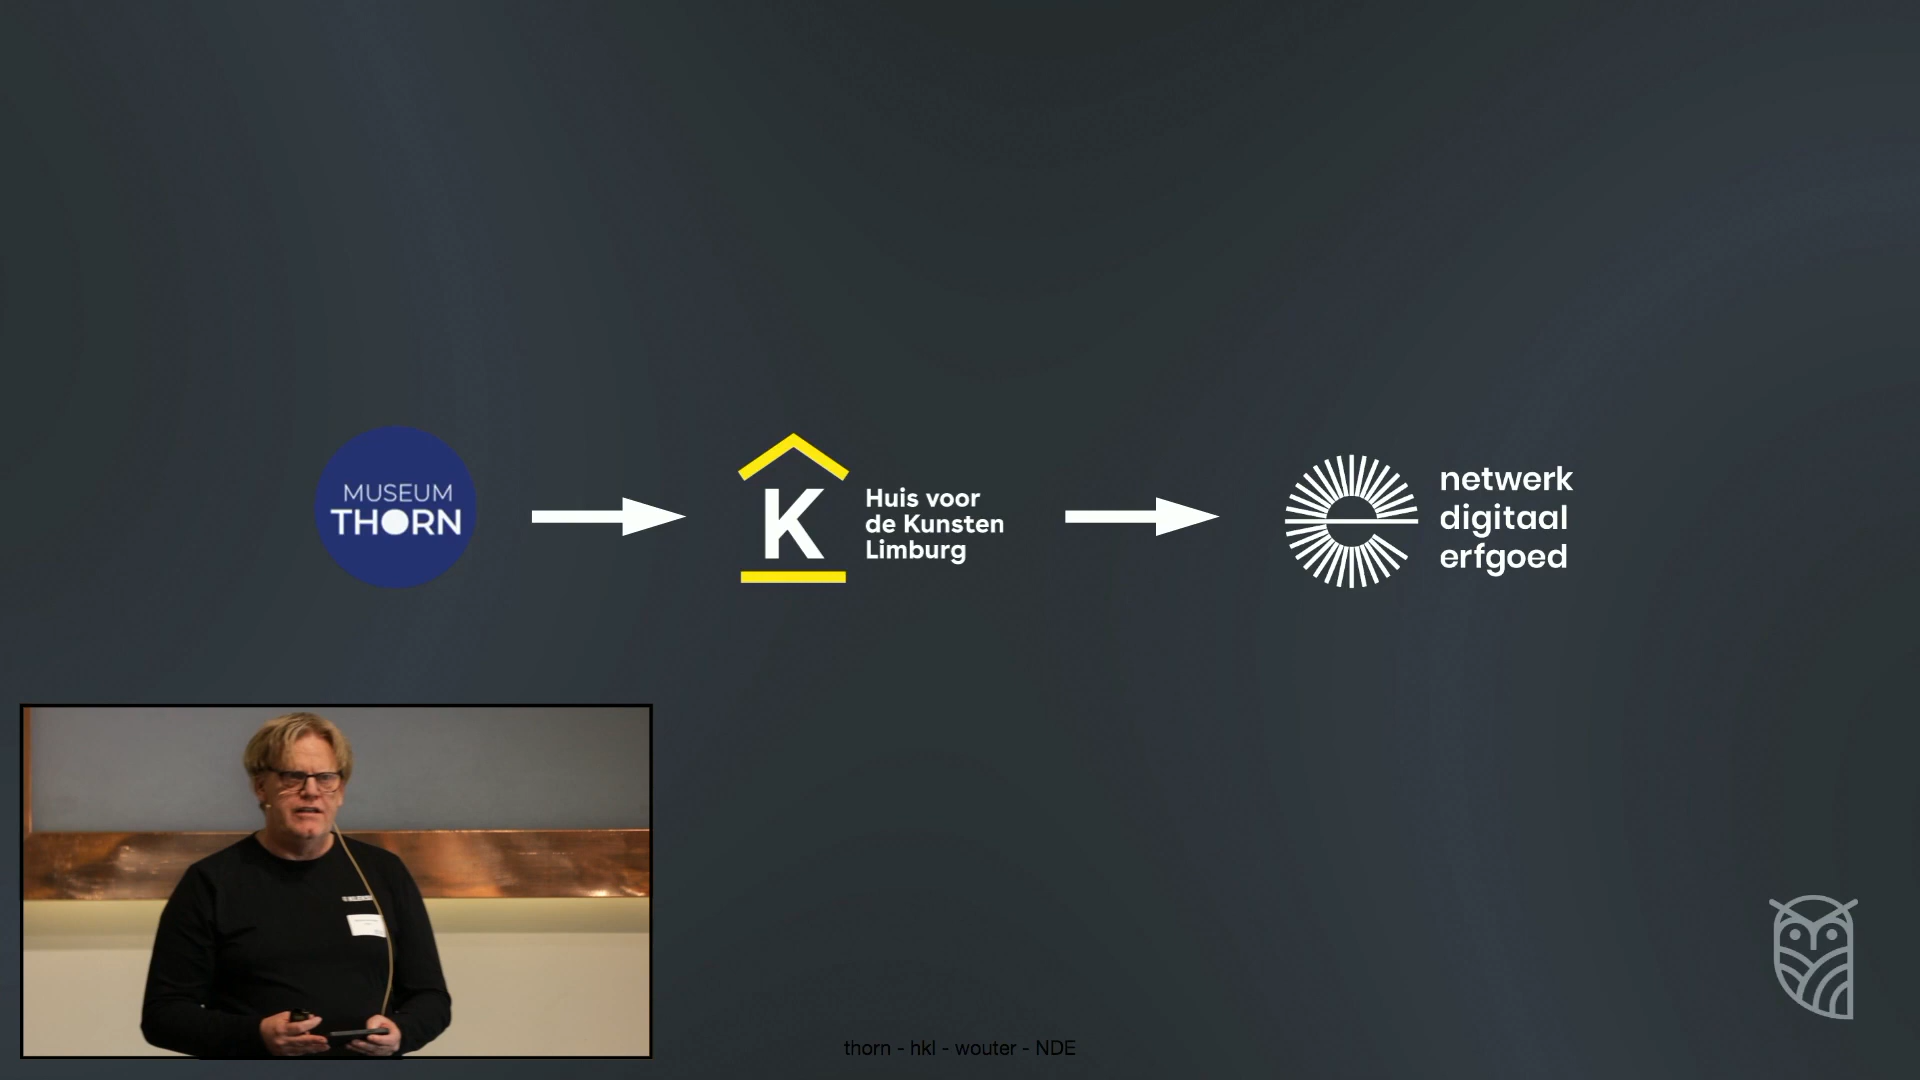 MUSEUM
THORN
K
Huis voor
de Kunsten
Limburg
netwerk
digitaal
erfgoed
thorn - hkl - wouter - NDE